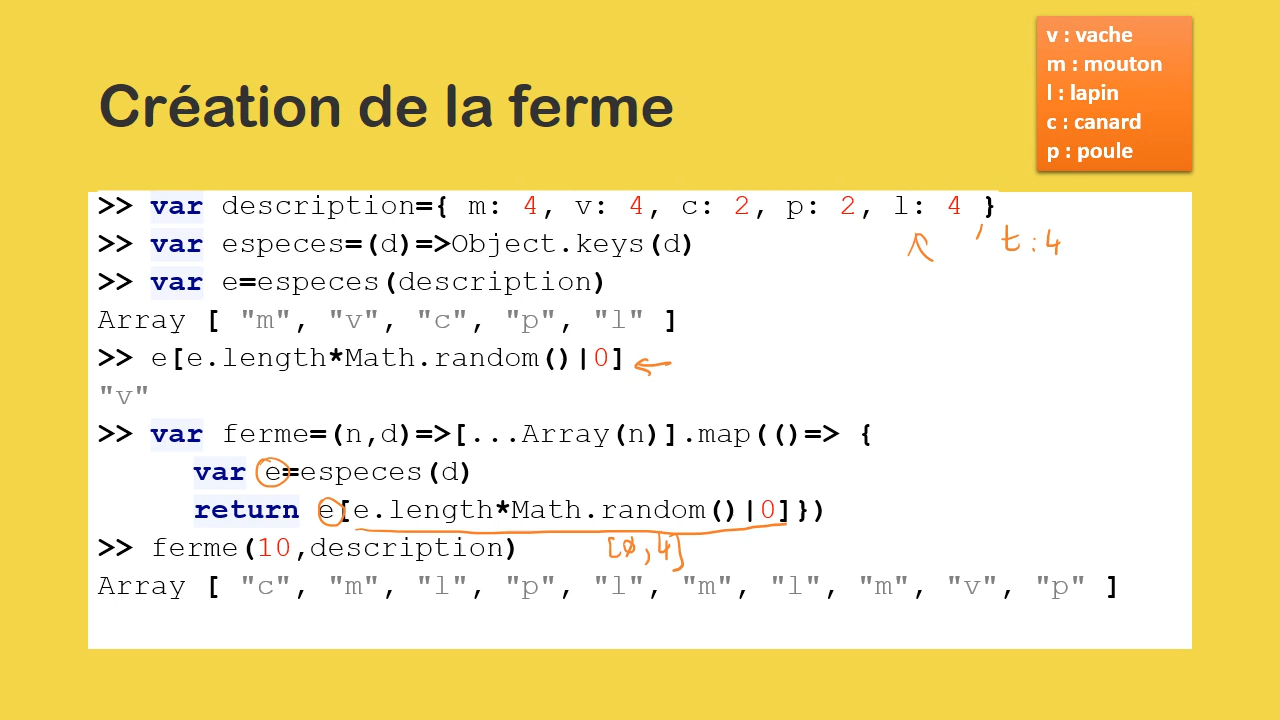 v : vache
m : mouton
l : lapin
c : canard
p : poule
Création de la ferme
>> var description={ m: 4, v: 4, c: 2, p: 2, l: 4 }
, t : 4
>> var especes=(d)=>Object.keys(d)
>> var e=especes(description)
Array [ "m", "v", "c", "p", "l" ]
>> e[e.length*Math.random()|0]
"v"
>> var ferme=(n,d)=>[...Array(n)].map(()=> {
var e=especes(d)
return e[e.length*Math.random()|0]})
>> ferme(10,description)
[0,4]
Array [ "c", "m", "l", "p", "l", "m", "l", "m", "v", "p" ]